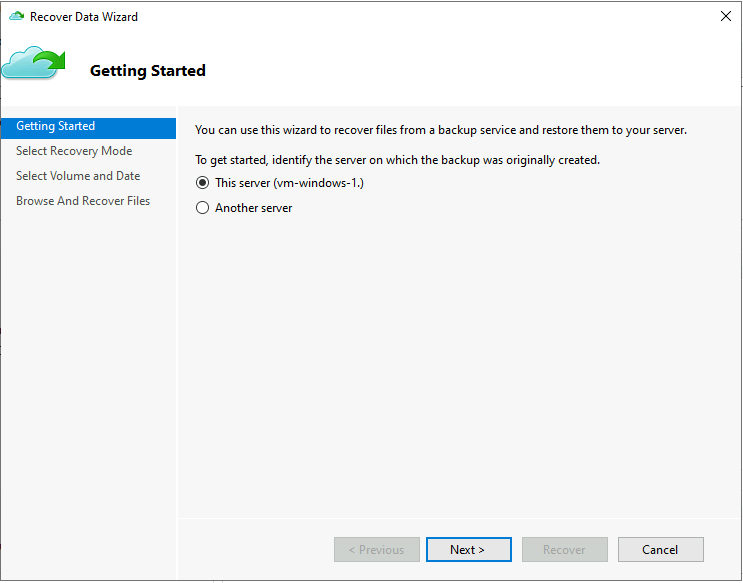 Recover Data Wizard
Getting Started
Getting Started
Select Recovery Mode
Select Volume and Date
Browse And Recover Files
You can use this wizard to recover files from a backup service and restore them to your server.
To get started, identify the server on which the backup was originally created.
This server (vm-windows-1.)
Another server
< Previous
Next >
Recover
Cancel